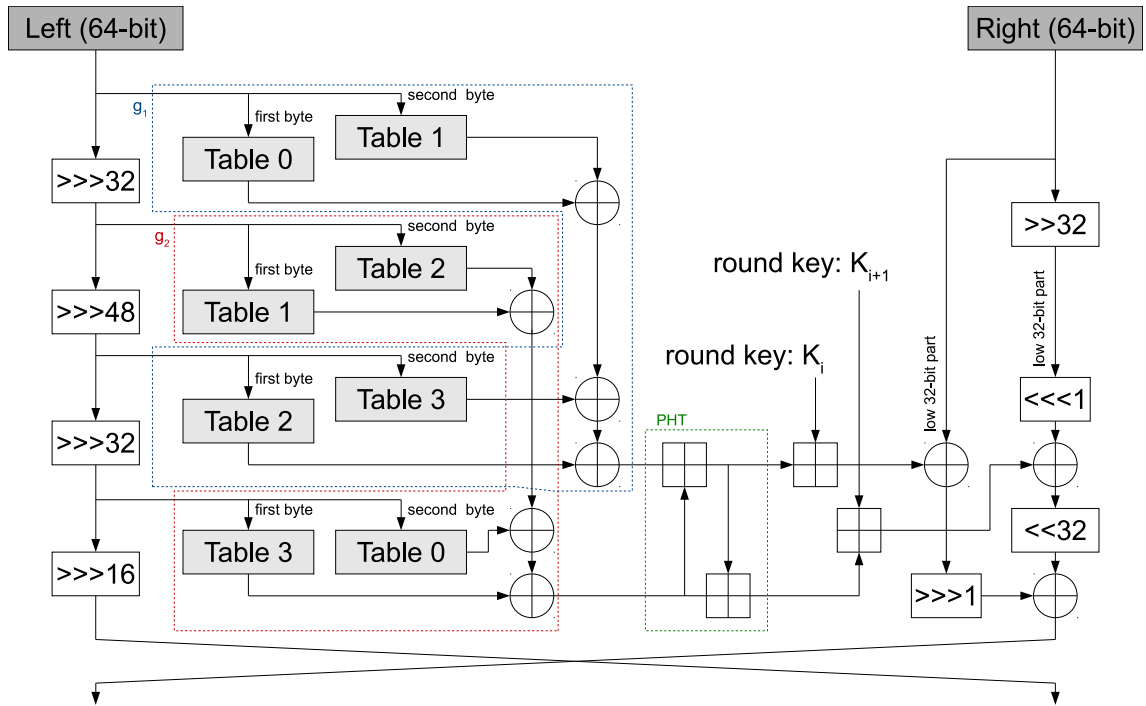 Left (64-bit)
Right (64-bit)
g1
second byte
first byte
Table 1
Table 0
>>>32
>>32
g2
second byte
first byte
Table 2
Table 1
>>>48
round key: Ki+1
low 32-bit part
low 32-bit part
second byte
first byte
round key: Ki
Table 3
Table 2
<<<1
PHT
>>>32
first byte
second byte
Table 3
Table 0
<<32
>>>16
>>>1